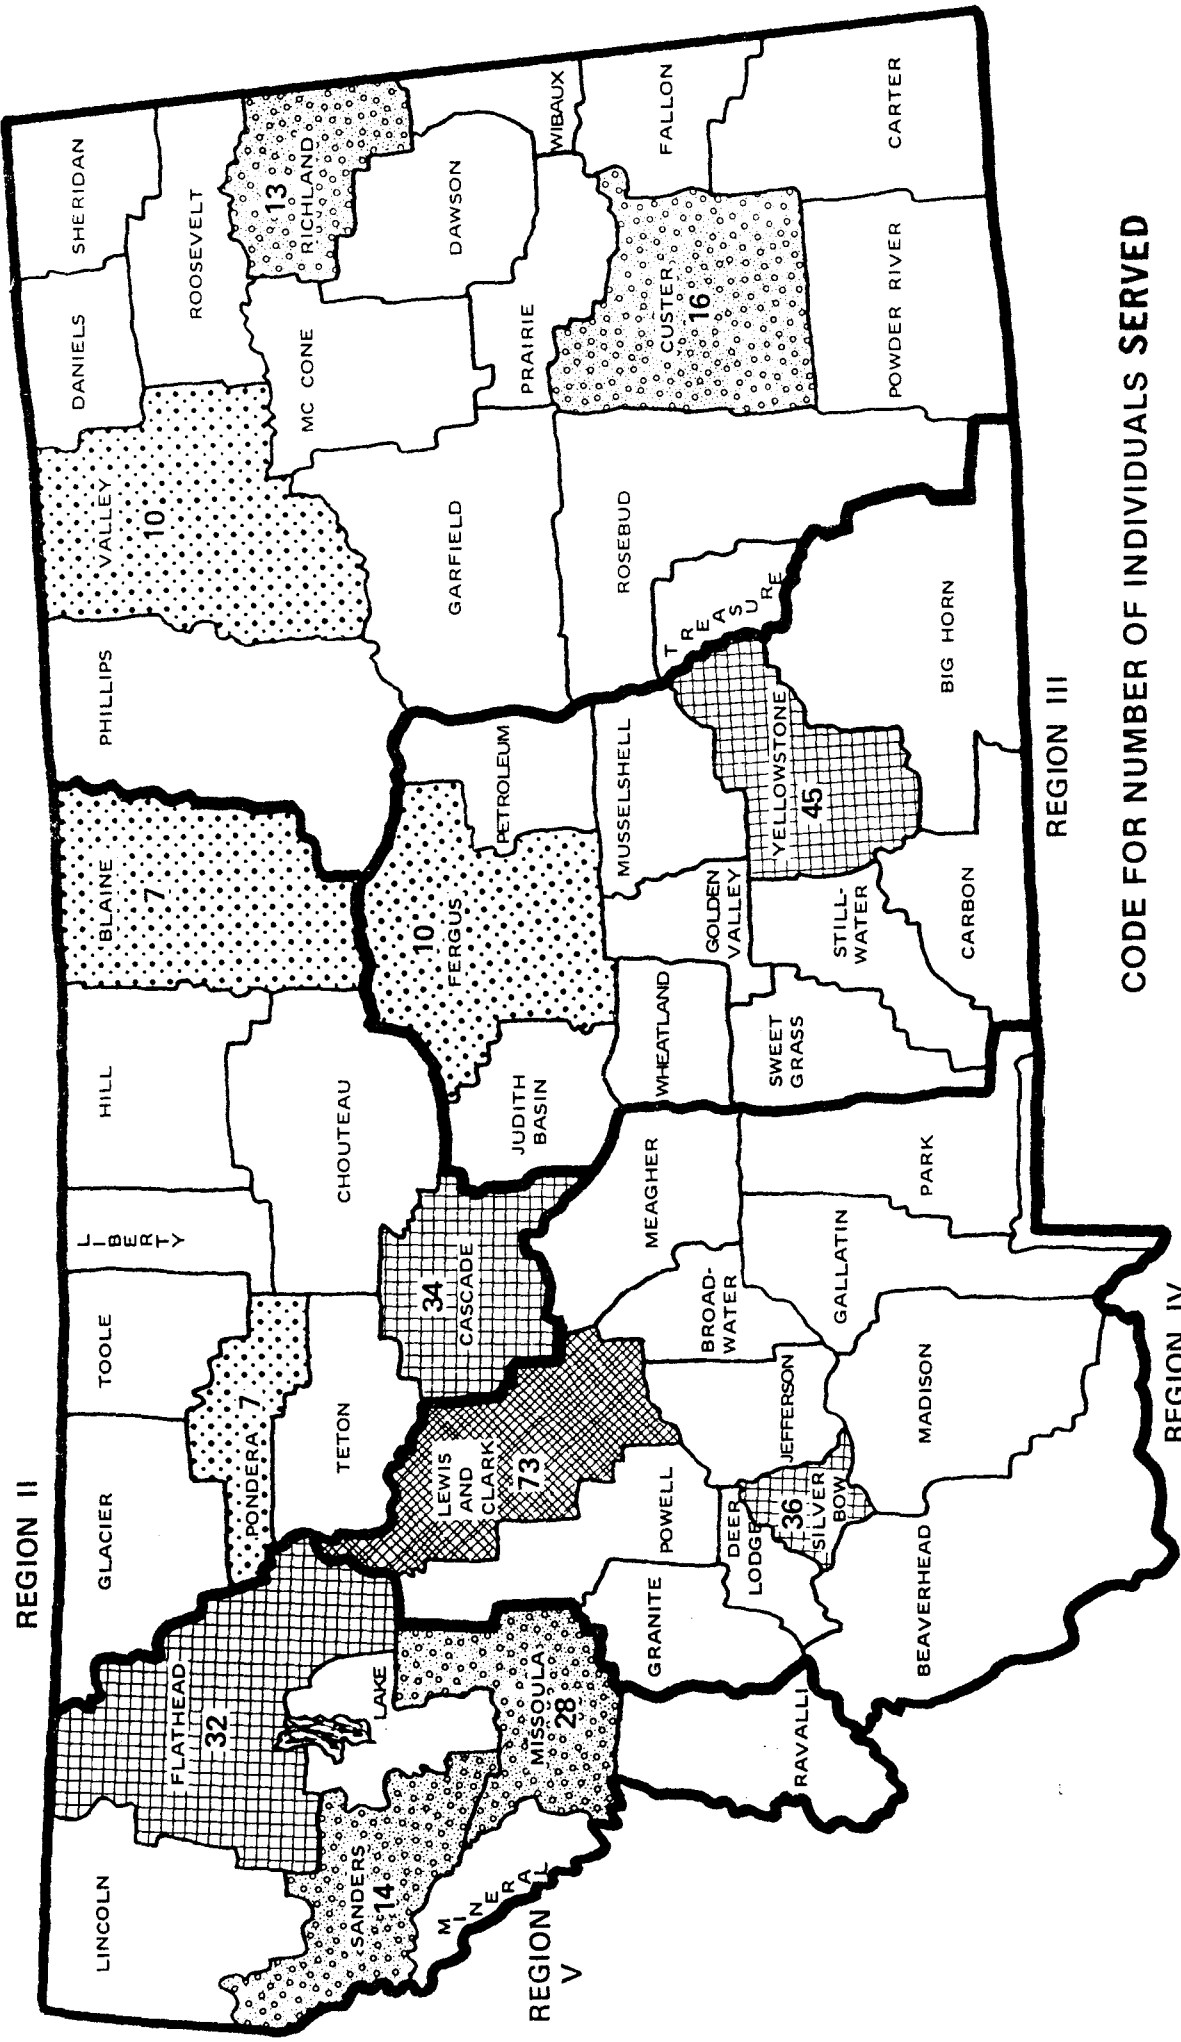 REGION II
LINCOLN
FLATHEAD
32
GLACIER
TOOLE
LIBERTY
HILL
BLAINE
7
PHILLIPS
VALLEY
10
DANIELS
SHERIDAN
ROOSEVELT
PONDERA 7
TETON
CHOUTEAU
MC CONE
13
RICHLAND
SANDERS
14
LAKE
LEWIS
AND
CLARK
73
34
CASCADE
10
FERGUS
PETROLEUM
GARFIELD
DAWSON
PRAIRIE
WIBAUX
MINERAL
MISSOULA
28
POWELL
MEAGHER
JUDITH
BASIN
WHEATLAND
GOLDEN
VALLEY
MUSSELSHELL
ROSEBUD
TREASURE
CUSTER
16
FALLON
REGION
V
GRANITE
DEER
LODGE
36
SILVER
BOW
JEFFERSON
BROAD-
WATER
SWEET
GRASS
STILL-
WATER
YELLOWSTONE
45
RAVALLI
BEAVERHEAD
MADISON
GALLATIN
PARK
CARBON
BIG HORN
POWDER RIVER
CARTER
REGION III
REGION IV
CODE FOR NUMBER OF INDIVIDUALS SERVED